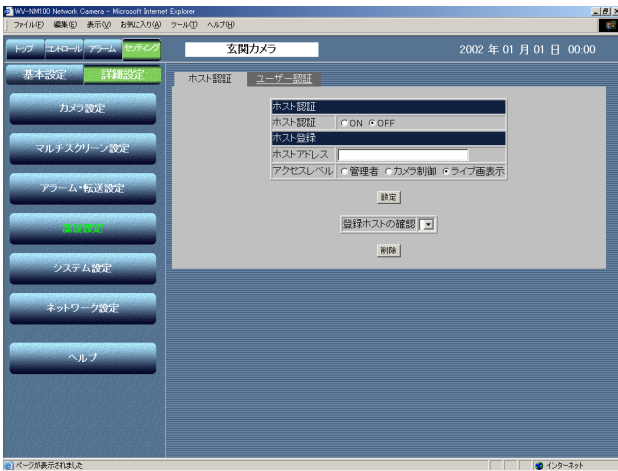 WV-NM100 Network Camera - Microsoft Internet Explorer
ファイル(F) 編集(E) 表示(V) お気に入り(A) ツール(T) ヘルプ(H)
トップ コントロール アラーム セッティング
玄関カメラ
2002 年 01 月 01 日 00:00
基本設定 詳細設定
ホスト認証 ユーザー認証
カメラ設定
マルチスクリーン設定
アラーム・転送設定
システム設定
ネットワーク設定
ヘルプ
ホスト認証
ホスト認証 ON OFF
ホスト登録
ホストアドレス
アクセスレベル 管理者 カメラ制御 ライブ画表示
設定
登録ホストの確認
削除
ページが表示されました
インターネット